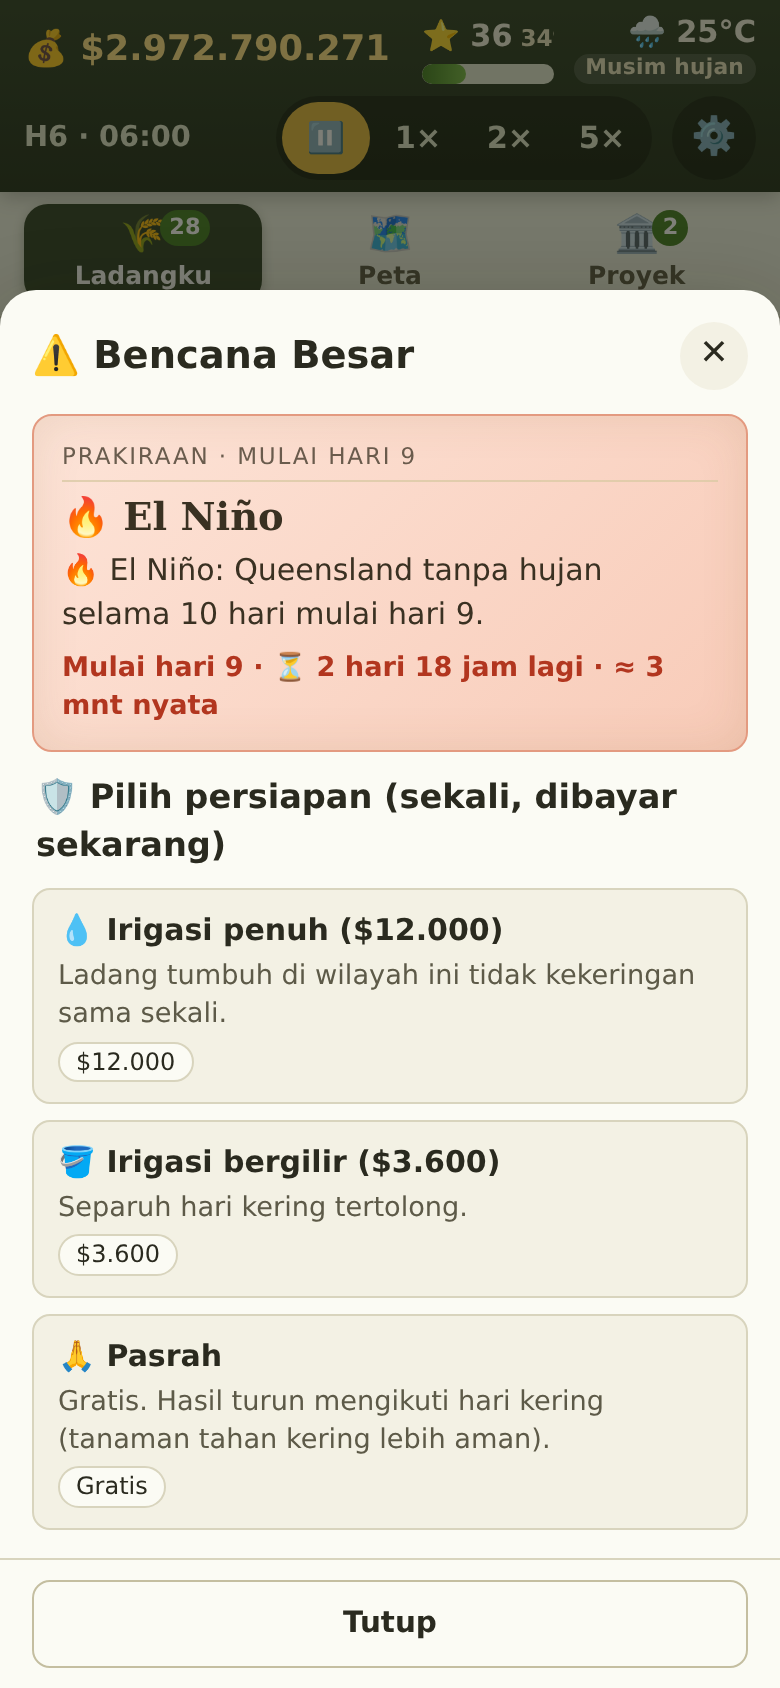 $2.972.790.271
36 34
25°C
Musim hujan
H6 · 06:00
1×
2×
5×
28
Ladangku
Peta
2
Proyek
Bencana Besar
PRAKIRAAN · MULAI HARI 9
El Niño
El Niño: Queensland tanpa hujan
selama 10 hari mulai hari 9.
Mulai hari 9 · ⏳ 2 hari 18 jam lagi · ≈ 3
mnt nyata
Pilih persiapan (sekali, dibayar
sekarang)
Irigasi penuh ($12.000)
Ladang tumbuh di wilayah ini tidak kekeringan
sama sekali.
$12.000
Irigasi bergilir ($3.600)
Separuh hari kering tertolong.
$3.600
Pasrah
Gratis. Hasil turun mengikuti hari kering
(tanaman tahan kering lebih aman).
Gratis
Tutup